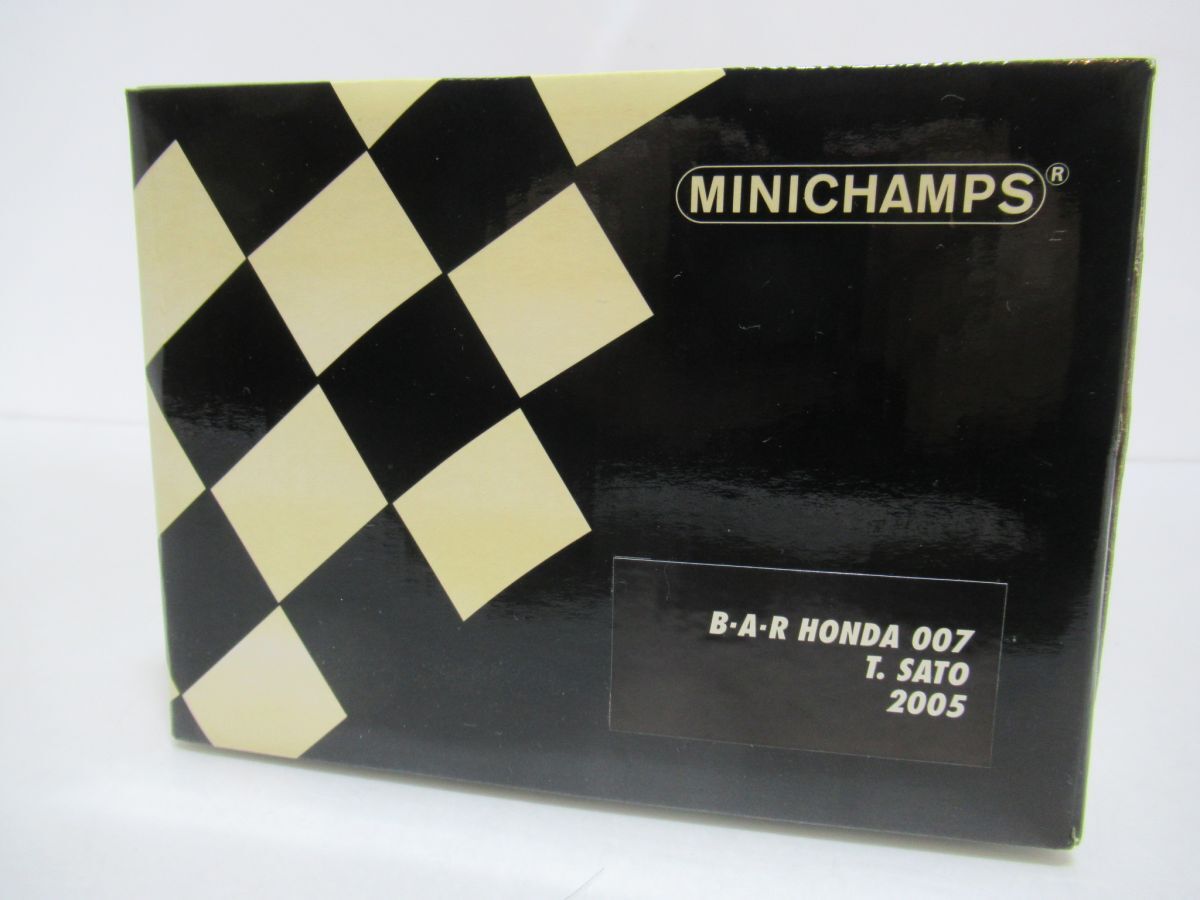 MINICHAMPS®
B·A·R HONDA 007
T. SATO
2005